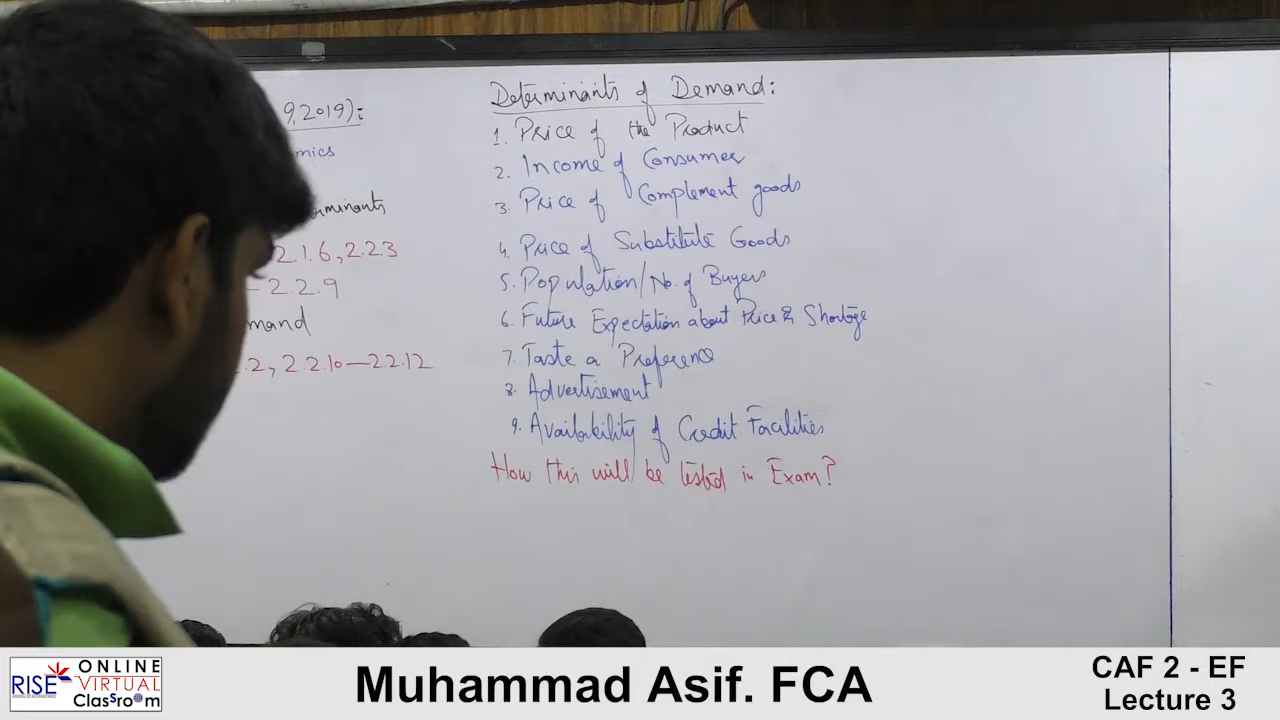 9, 2019):
mics
erminants
2.1.6, 2.23
- 2.2.9
mand
.2, 2.2.10 — 2.2.12
Determinants of Demand:
1. Price of the Product
2. Income of Consumer
3. Price of Complement goods
4. Price of Substitute Goods
5. Population/No. of Buyers
6. Future Expectation about Price & Shortage
7. Taste a Preference
8. Advertisement
9. Availability of Credit Facilities
How this will be tested in Exam?
RISE
ONLINE
VIRTUAL
Classroom
Muhammad Asif. FCA
CAF 2 - EF
Lecture 3